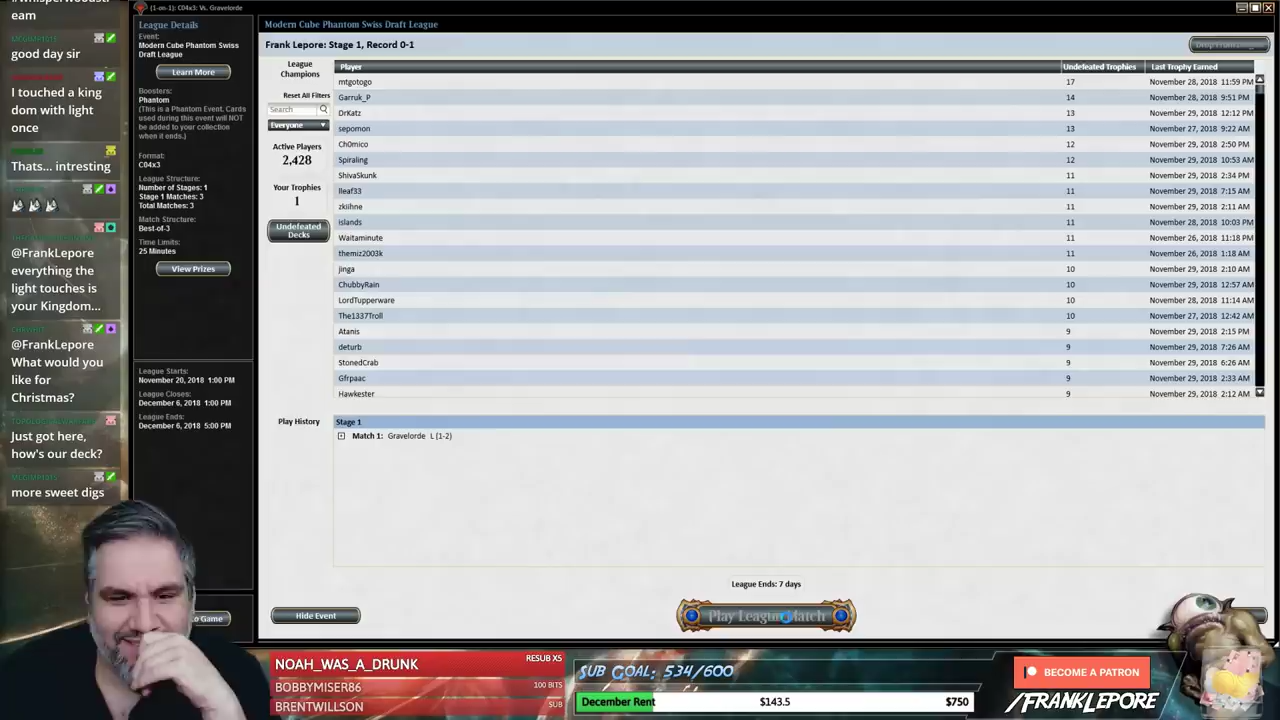 (1-on-1): C04x3: Vs. Gravelorde
eam
good day sir
I touched a king
dom with light
once
Thats... intresting
@FrankLepore
everything the
light touches is
your Kingdom...
@FrankLepore
What would you
like for
Christmas?
Just got here,
how's our deck?
MLGIMP1015
more sweet digs
League Details
Event:
Modern Cube Phantom Swiss
Draft League
Learn More
Boosters:
Phantom
(This is a Phantom Event. Cards
used during this event will NOT
be added to your collection
when it ends.)
Format:
C04x3
League Structure:
Number of Stages: 1
Stage 1 Matches: 3
Total Matches: 3
Match Structure:
Best-of-3
Time Limits:
25 Minutes
View Prizes
League Starts:
November 20, 2018 1:00 PM
League Closes:
December 6, 2018 1:00 PM
League Ends:
December 6, 2018 5:00 PM
o Game
Modern Cube Phantom Swiss Draft League
Frank Lepore: Stage 1, Record 0-1
League
Champions
Reset All Filters
Search
Everyone
Active Players
2,428
Your Trophies
1
Undefeated
Decks
Player Undefeated Trophies Last Trophy Earned
mtgotogo 17 November 28, 2018 11:59 PM
Garruk_P 14 November 28, 2018 9:51 PM
DrKatz 13 November 29, 2018 12:12 PM
sepomon 13 November 27, 2018 9:22 AM
Ch0mico 12 November 29, 2018 2:50 PM
Spiraling 12 November 29, 2018 10:53 AM
ShivaSkunk 11 November 29, 2018 2:34 PM
lleaf33 11 November 29, 2018 7:15 AM
zkiihne 11 November 29, 2018 2:11 AM
islands 11 November 28, 2018 10:03 PM
Waitaminute 11 November 26, 2018 11:18 PM
themiz2003k 11 November 26, 2018 1:18 AM
jinga 10 November 29, 2018 2:10 AM
ChubbyRain 10 November 29, 2018 12:57 AM
LordTupperware 10 November 28, 2018 11:14 AM
The1337Troll 10 November 27, 2018 12:42 AM
Atanis 9 November 29, 2018 2:15 PM
deturb 9 November 29, 2018 7:26 AM
StonedCrab 9 November 29, 2018 6:26 AM
Gfrpaac 9 November 29, 2018 2:33 AM
Hawkester 9 November 29, 2018 2:12 AM
Play History
Stage 1
Match 1: Gravelorde L (1-2)
League Ends: 7 days
Hide Event
Play League Match
NOAH_WAS_A_DRUNK RESUB X5
BOBBYMISER86 100 BITS
BRENTWILLSON SUB
SUB GOAL: 534/600
December Rent $143.5 $750
BECOME A PATRON
/FRANKLEPORE